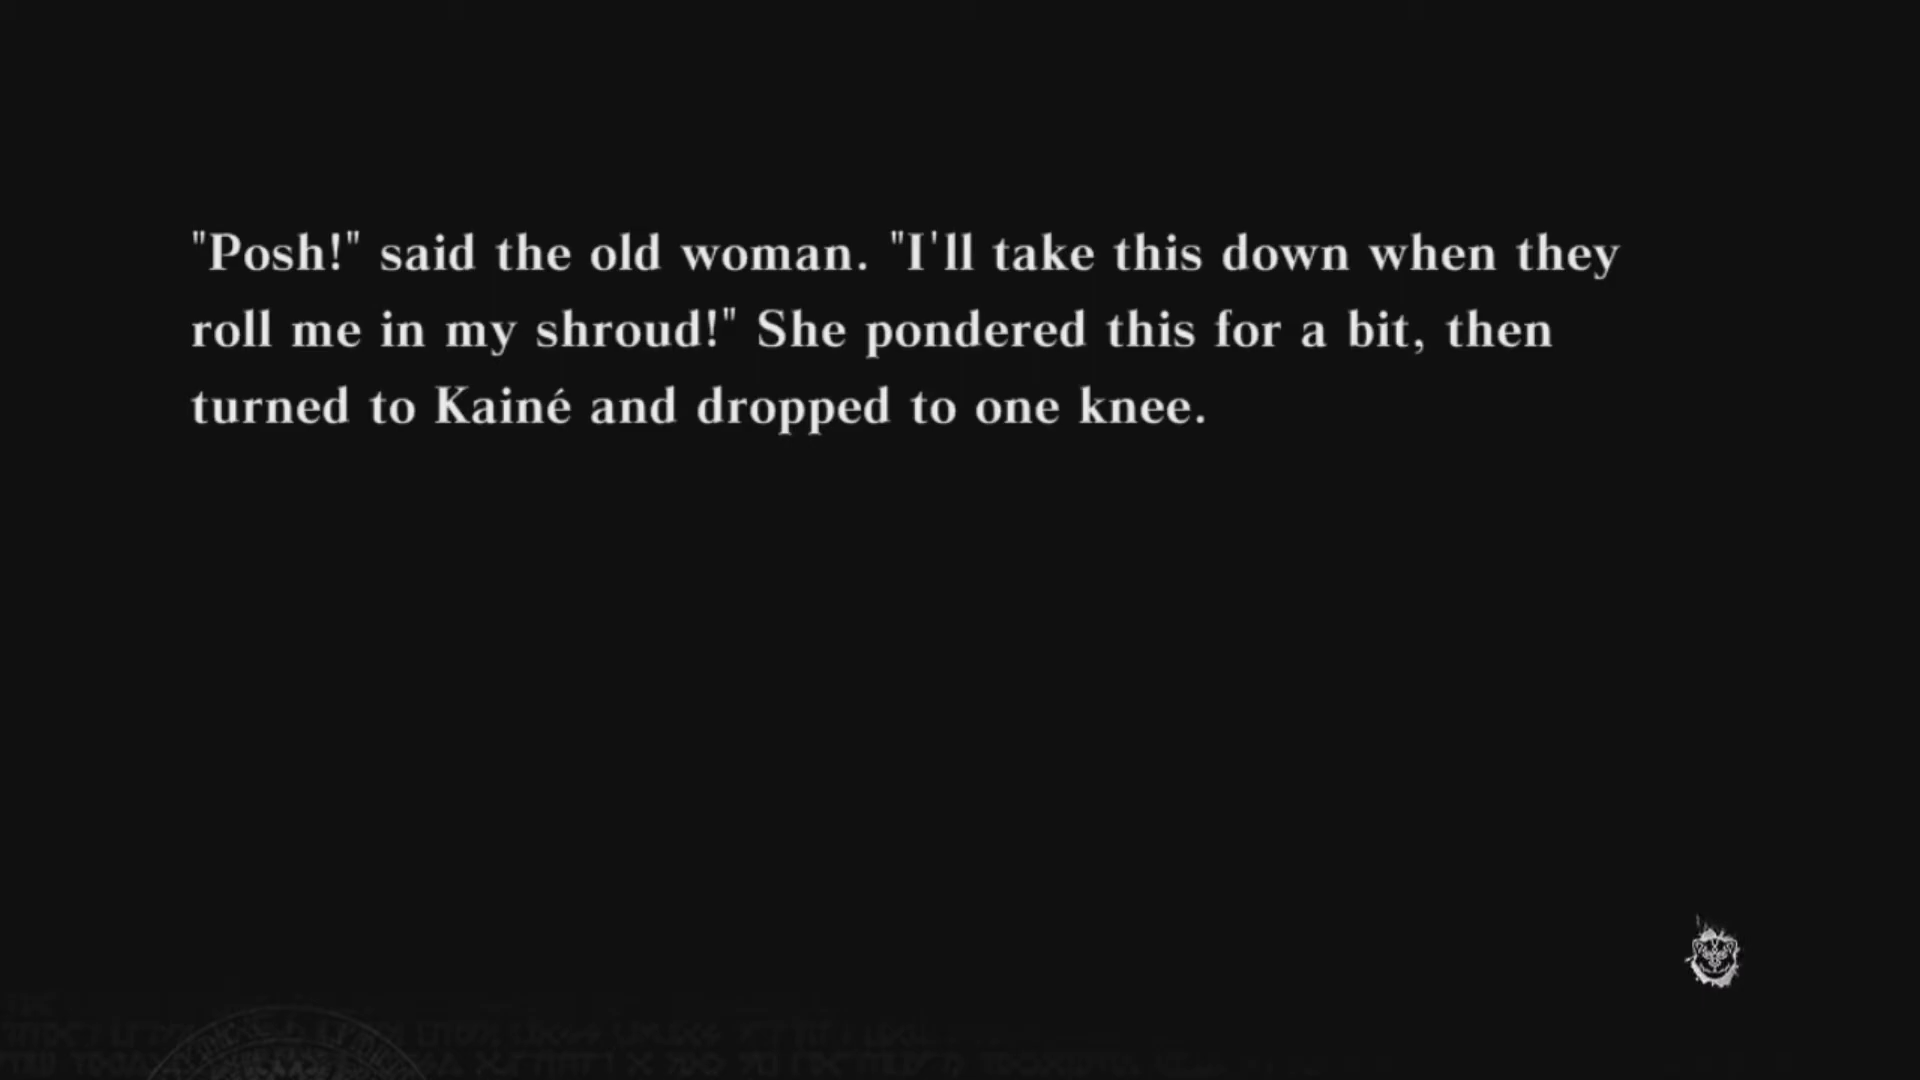 "Posh!" said the old woman. "I'll take this down when they
roll me in my shroud!" She pondered this for a bit, then
turned to Kainé and dropped to one knee.